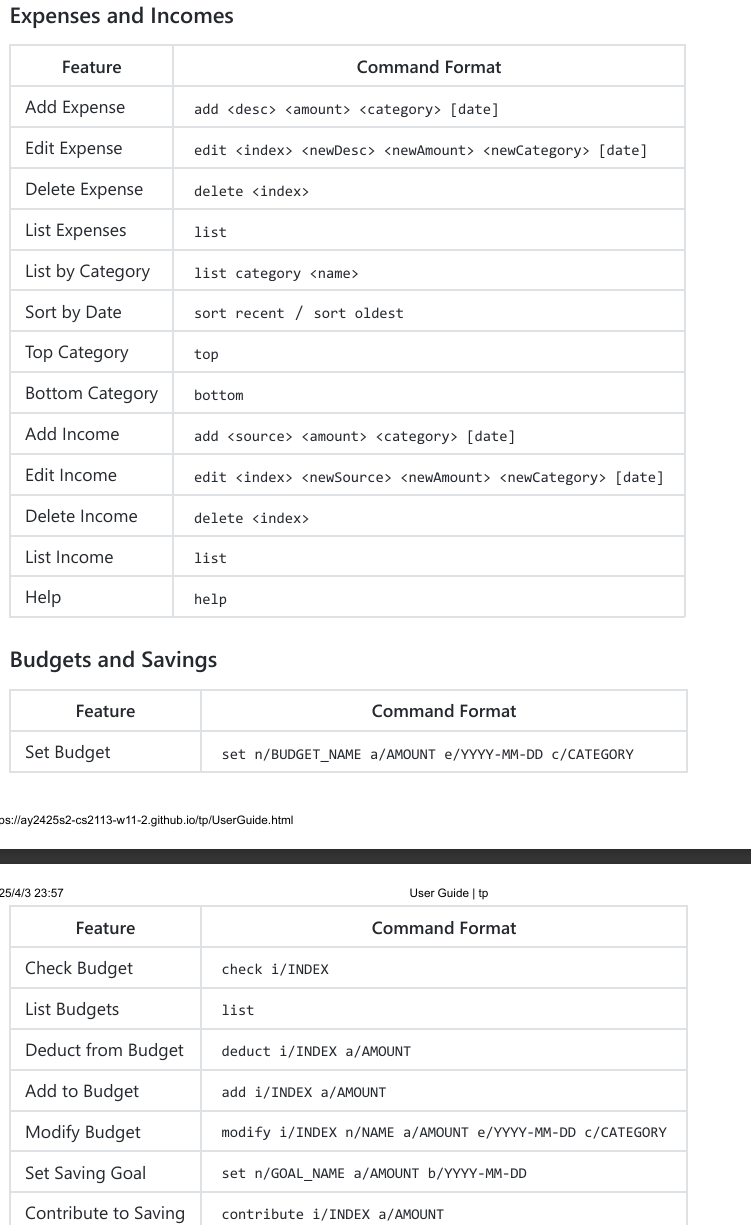 Expenses and Incomes
Feature Command Format
Add Expense add <desc> <amount> <category> [date]
Edit Expense edit <index> <newDesc> <newAmount> <newCategory> [date]
Delete Expense delete <index>
List Expenses list
List by Category list category <name>
Sort by Date sort recent / sort oldest
Top Category top
Bottom Category bottom
Add Income add <source> <amount> <category> [date]
Edit Income edit <index> <newSource> <newAmount> <newCategory> [date]
Delete Income delete <index>
List Income list
Help help
Budgets and Savings
Feature Command Format
Set Budget set n/BUDGET_NAME a/AMOUNT e/YYYY-MM-DD c/CATEGORY
ps://ay2425s2-cs2113-w11-2.github.io/tp/UserGuide.html
25/4/3 23:57 User Guide | tp
Feature Command Format
Check Budget check i/INDEX
List Budgets list
Deduct from Budget deduct i/INDEX a/AMOUNT
Add to Budget add i/INDEX a/AMOUNT
Modify Budget modify i/INDEX n/NAME a/AMOUNT e/YYYY-MM-DD c/CATEGORY
Set Saving Goal set n/GOAL_NAME a/AMOUNT b/YYYY-MM-DD
Contribute to Saving contribute i/INDEX a/AMOUNT